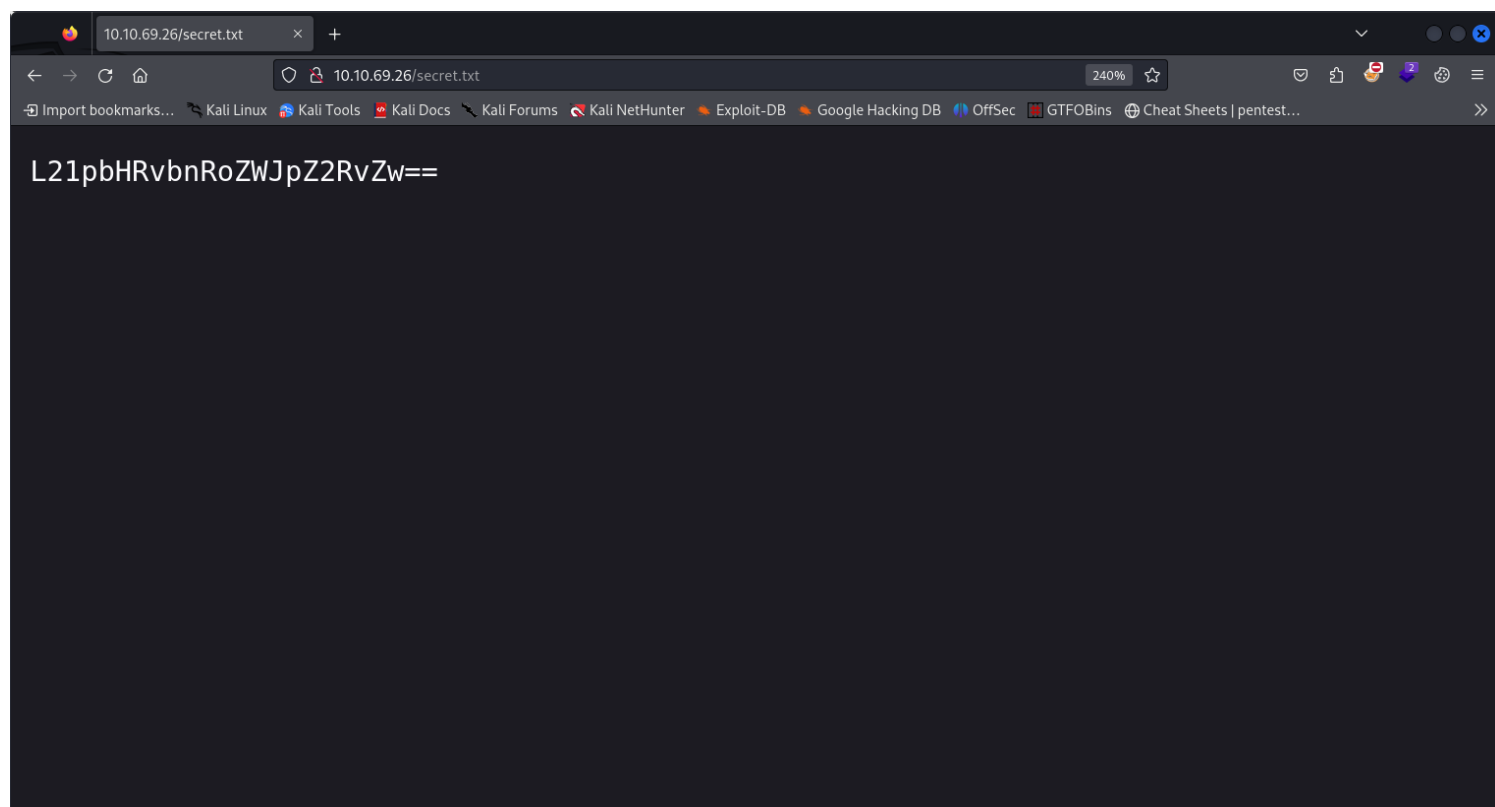 10.10.69.26/secret.txt
10.10.69.26/secret.txt 240% 2
Import bookmarks... Kali Linux Kali Tools Kali Docs Kali Forums Kali NetHunter Exploit-DB Google Hacking DB OffSec GTFOBins Cheat Sheets | pentest...
L21pbHRvbnRoZWJpZ2RvZw==